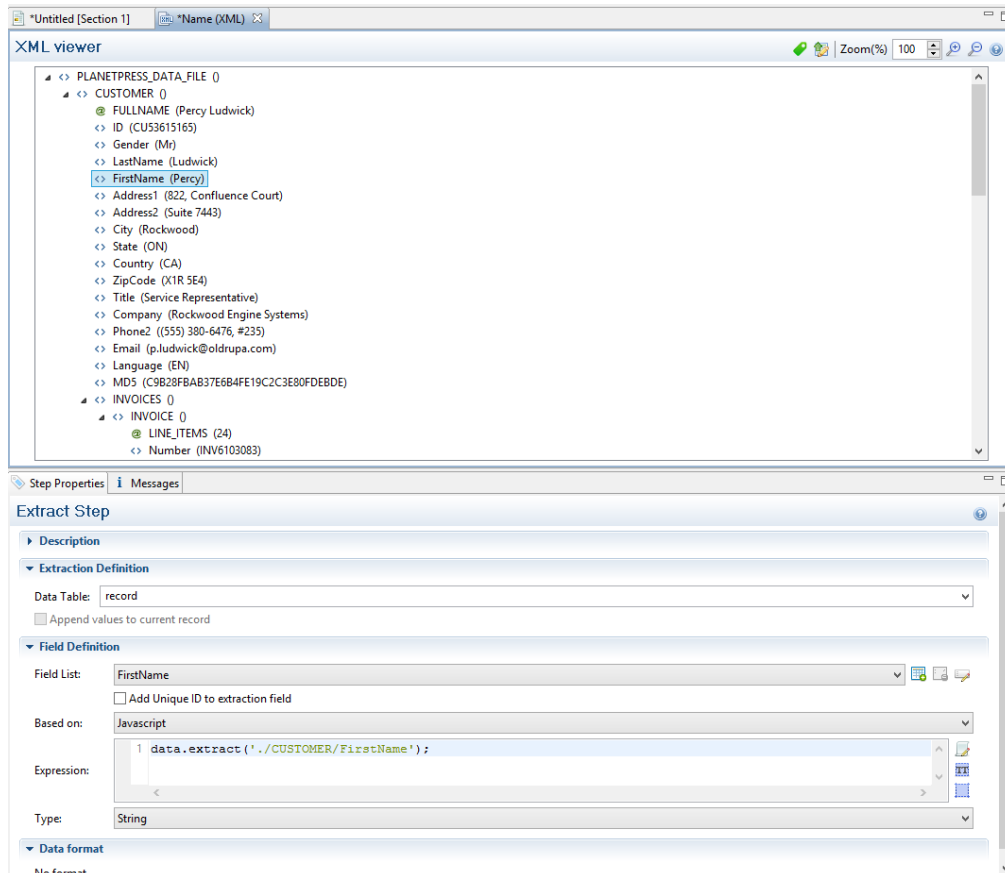 *Untitled [Section 1] *Name (XML)
XML viewer Zoom(%) 100
PLANETPRESS_DATA_FILE ()
CUSTOMER ()
@ FULLNAME (Percy Ludwick)
<> ID (CU53615165)
<> Gender (Mr)
<> LastName (Ludwick)
<> FirstName (Percy)
<> Address1 (822, Confluence Court)
<> Address2 (Suite 7443)
<> City (Rockwood)
<> State (ON)
<> Country (CA)
<> ZipCode (X1R 5E4)
<> Title (Service Representative)
<> Company (Rockwood Engine Systems)
<> Phone2 ((555) 380-6476, #235)
<> Email (p.ludwick@oldrupa.com)
<> Language (EN)
<> MD5 (C9B28FBAB37E6B4FE19C2C3E80FDEBDE)
<> INVOICES ()
<> INVOICE ()
@ LINE_ITEMS (24)
<> Number (INV6103083)
Step Properties i Messages
Extract Step
Description
Extraction Definition
Data Table: record
Append values to current record
Field Definition
Field List: FirstName
Add Unique ID to extraction field
Based on: Javascript
1 data.extract('./CUSTOMER/FirstName');
Expression:
Type: String
Data format
No format